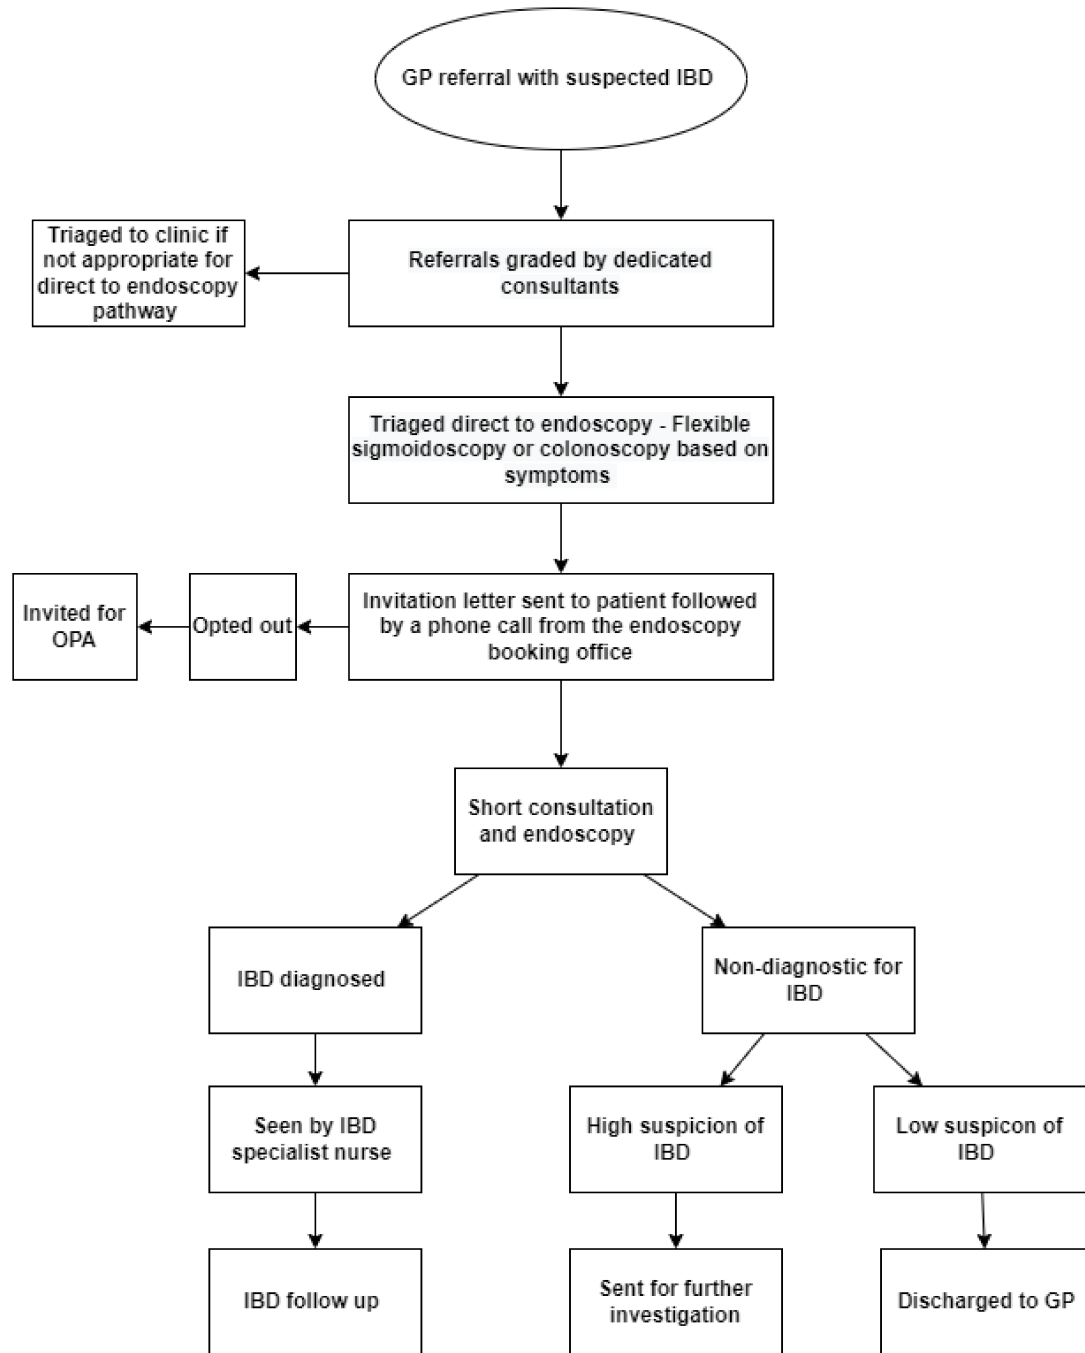 GP referral with suspected IBD
Triaged to clinic if
not appropriate for
direct to endoscopy
pathway
Referrals graded by dedicated
consultants
Triaged direct to endoscopy - Flexible
sigmoidoscopy or colonoscopy based on
symptoms
Invited for
OPA
Opted out
Invitation letter sent to patient followed
by a phone call from the endoscopy
booking office
Short consultation
and endoscopy
IBD diagnosed
Non-diagnostic for
IBD
Seen by IBD
specialist nurse
High suspicion of
IBD
Low suspicon of
IBD
IBD follow up
Sent for further
investigation
Discharged to GP